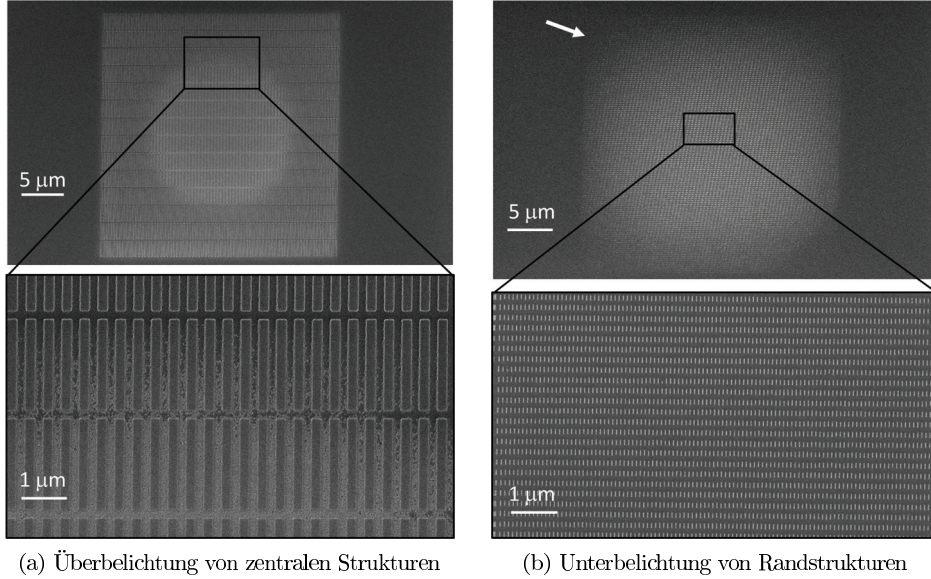 5 μm
5 μm
1 μm
1 μm
(a) Überbelichtung von zentralen Strukturen
(b) Unterbelichtung von Randstrukturen